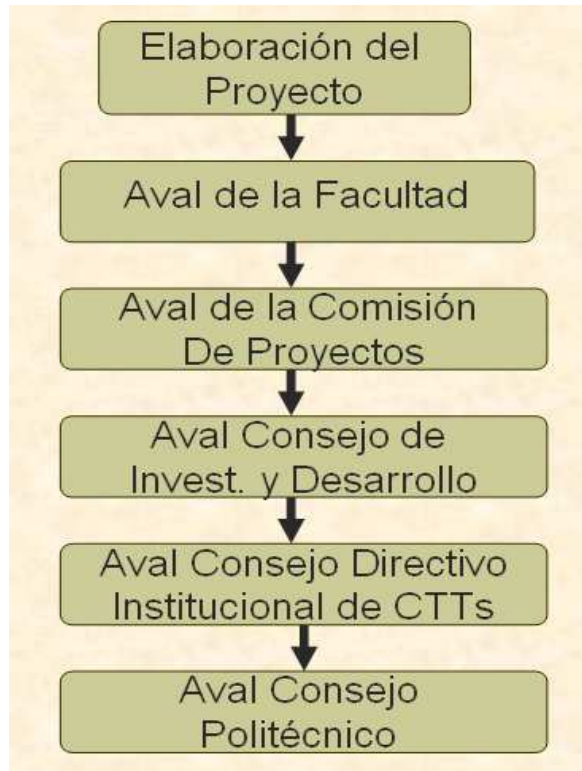 Elaboración del
Proyecto
Aval de la Facultad
Aval de la Comisión
De Proyectos
Aval Consejo de
Invest. y Desarrollo
Aval Consejo Directivo
Institucional de CTTs
Aval Consejo
Politécnico